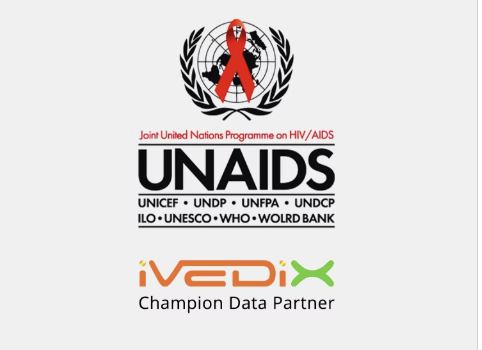 Joint United Nations Programme on HIV/AIDS
UNAIDS
UNICEF • UNDP • UNFPA • UNDCP
ILO • UNESCO • WHO • WOLRD BANK
iVEDiX
Champion Data Partner